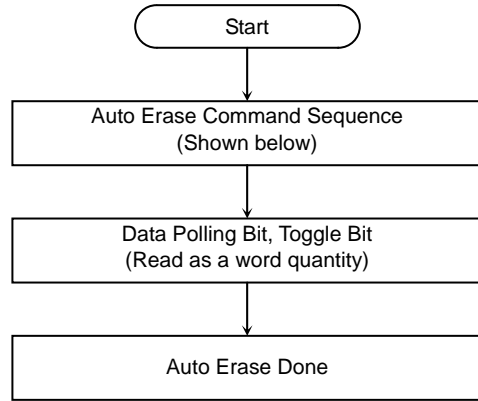 Start
Auto Erase Command Sequence
(Shown below)
Data Polling Bit, Toggle Bit
(Read as a word quantity)
Auto Erase Done